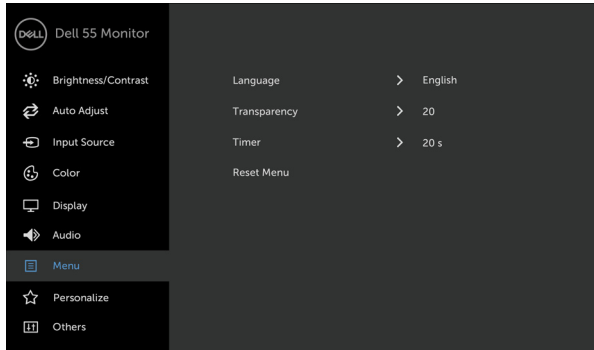 DELL Dell 55 Monitor
Brightness/Contrast
Auto Adjust
Input Source
Color
Display
Audio
Menu
Personalize
Others
Language > English
Transparency > 20
Timer > 20 s
Reset Menu